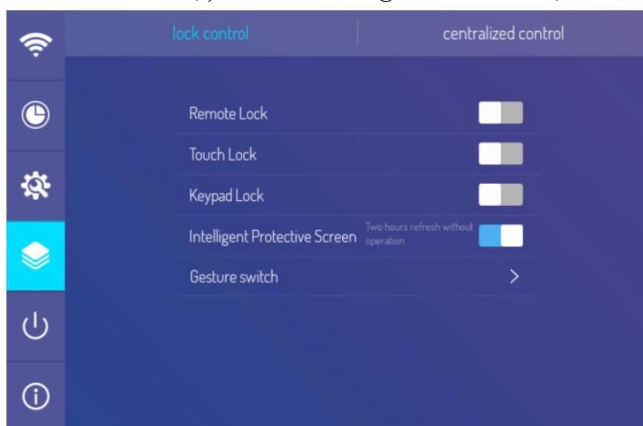 lock control
centralized control
Remote Lock
Touch Lock
Keypad Lock
Intelligent Protective Screen
Two hours refresh without
operation
Gesture switch